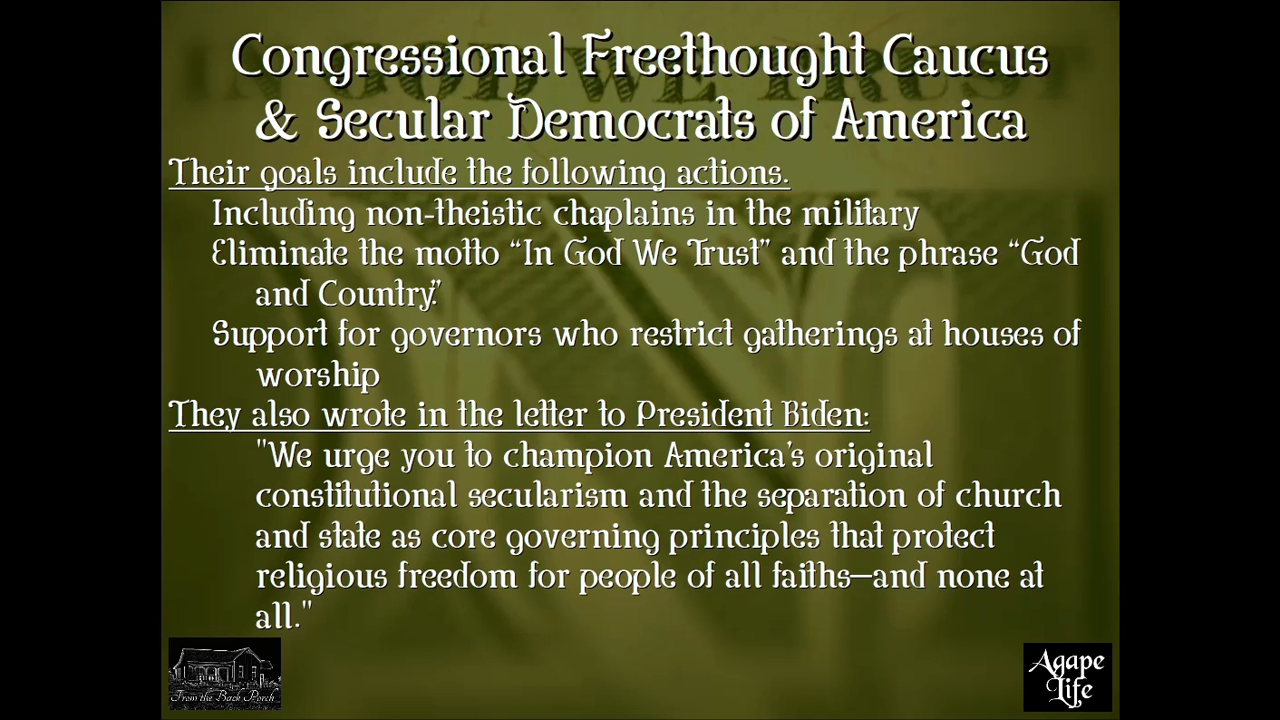 IN GOD WE TRUST
Congressional Freethought Caucus
& Secular Democrats of America
Their goals include the following actions.
Including non-theistic chaplains in the military
Eliminate the motto “In God We Trust” and the phrase “God
and Country.”
Support for governors who restrict gatherings at houses of
worship
They also wrote in the letter to President Biden:
"We urge you to champion America's original
constitutional secularism and the separation of church
and state as core governing principles that protect
religious freedom for people of all faiths—and none at
all."
From the Back Porch
Agape
Life